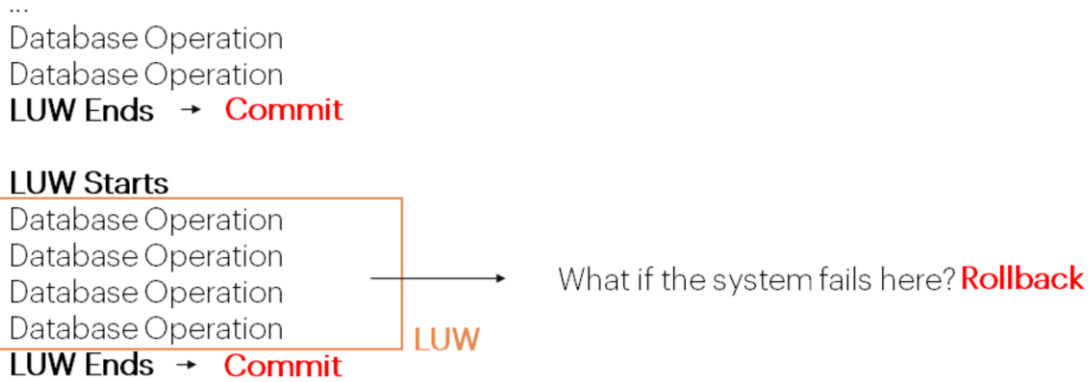 ...
Database Operation
Database Operation
LUW Ends → Commit
LUW Starts
Database Operation
Database Operation
Database Operation
What if the system fails here? Rollback
Database Operation
LUW
LUW Ends → Commit